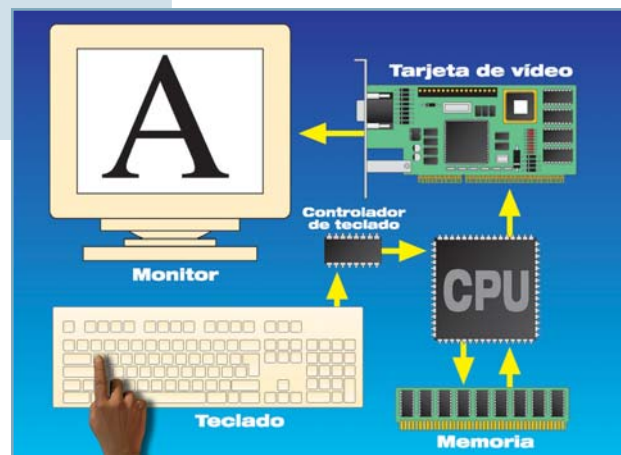 A
Tarjeta de vídeo
Controlador
de teclado
CPU
Monitor
Teclado
Memoria